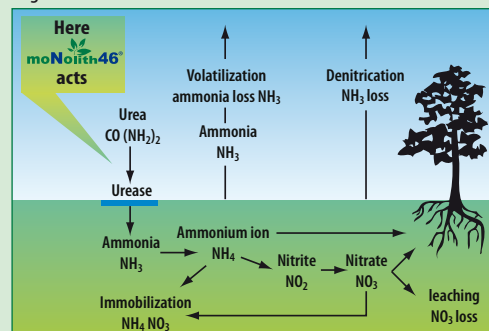 Here
moNolith46®
acts
Urea
CO (NH₂)₂
Urease
Volatilization
ammonia loss NH₃
Ammonia
NH₃
Denitrication
NH₃ loss
Ammonia
NH₃
Ammonium ion
NH₄
Nitrite
NO₂
Nitrate
NO₃
Immobilization
NH₄ NO₃
leaching
NO₃ loss